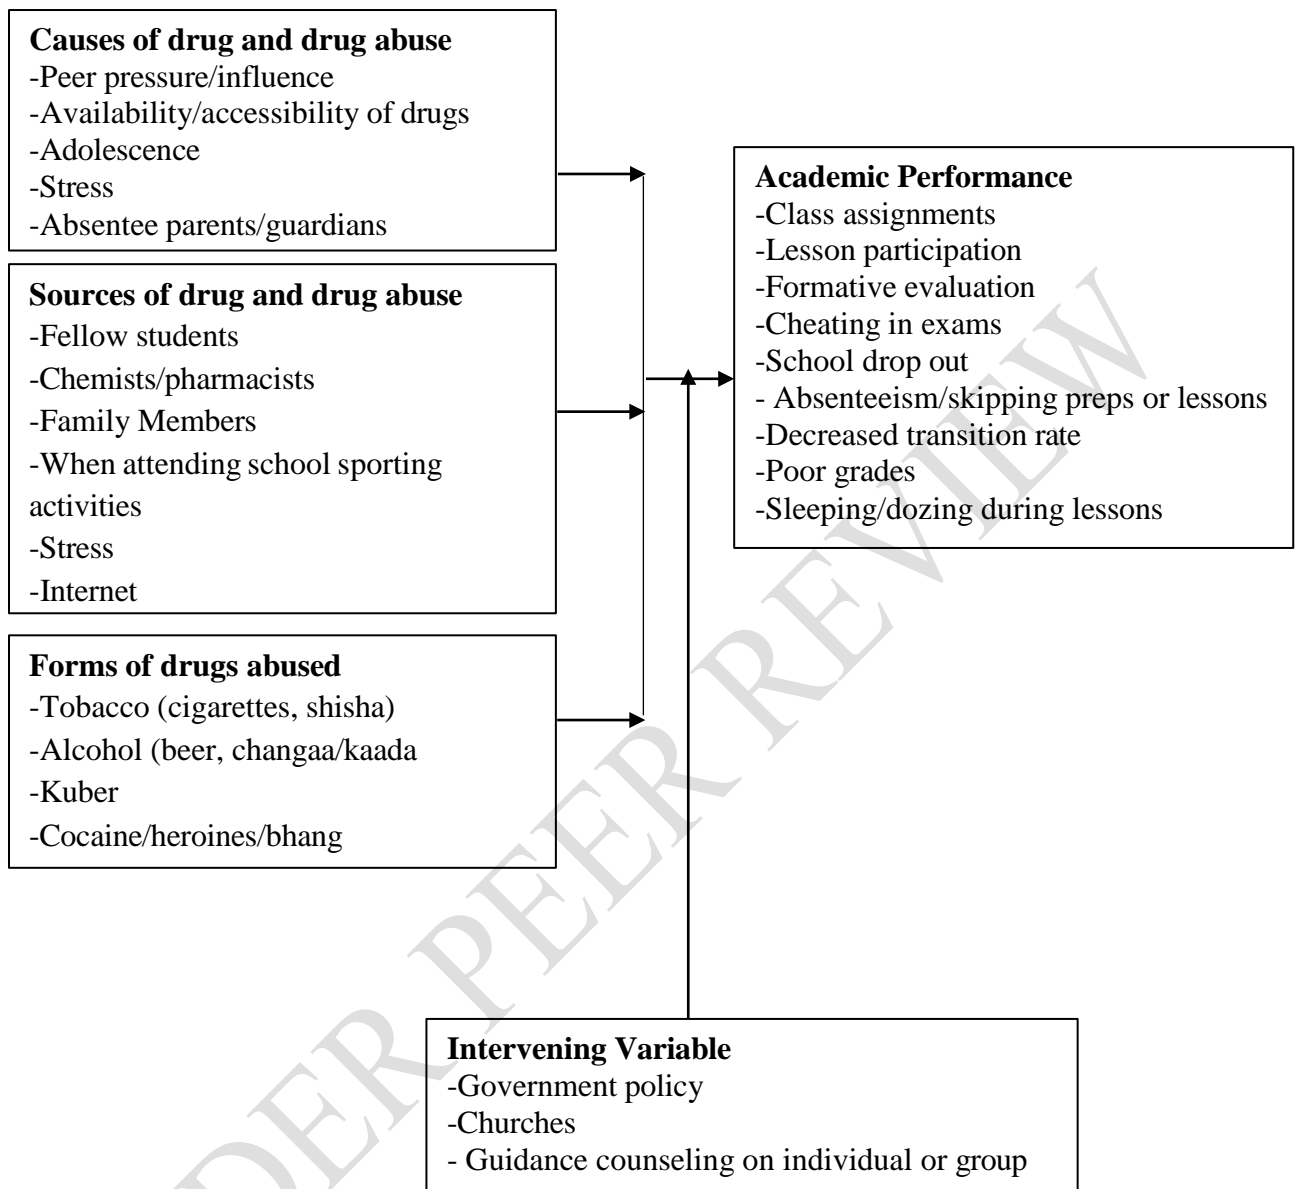 Causes of drug and drug abuse
-Peer pressure/influence
-Availability/accessibility of drugs
-Adolescence
-Stress
-Absentee parents/guardians
Sources of drug and drug abuse
-Fellow students
-Chemists/pharmacists
-Family Members
-When attending school sporting
activities
-Stress
-Internet
Forms of drugs abused
-Tobacco (cigarettes, shisha)
-Alcohol (beer, changaa/kaada
-Kuber
-Cocaine/heroines/bhang
Academic Performance
-Class assignments
-Lesson participation
-Formative evaluation
-Cheating in exams
-School drop out
- Absenteeism/skipping preps or lessons
-Decreased transition rate
-Poor grades
-Sleeping/dozing during lessons
Intervening Variable
-Government policy
-Churches
- Guidance counseling on individual or group
DER PEER REVIEW